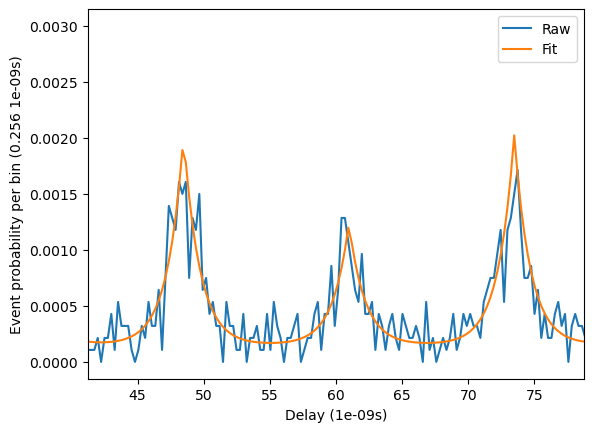 0.0030
0.0025
0.0020
0.0015
0.0010
0.0005
0.0000
Event probability per bin (0.256 1e-09s)
Raw
Fit
45 50 55 60 65 70 75
Delay (1e-09s)